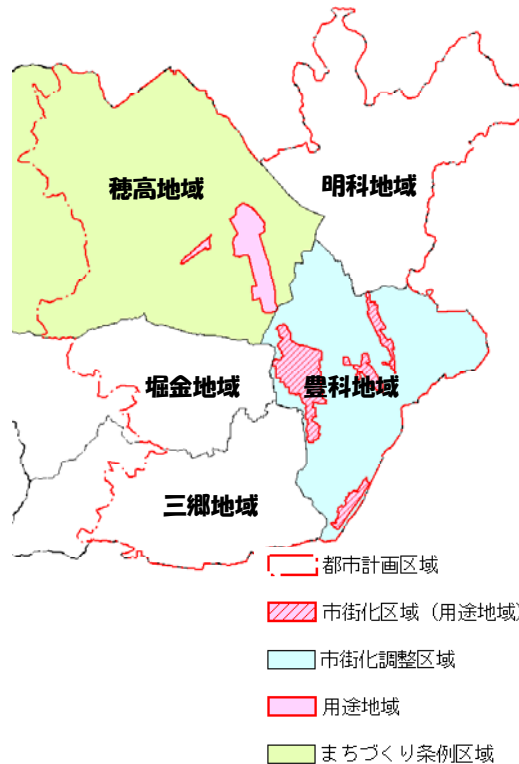 穂高地域
明科地域
堀金地域
豊科地域
三郷地域
都市計画区域
市街化区域（用途地域）
市街化調整区域
用途地域
まちづくり条例区域